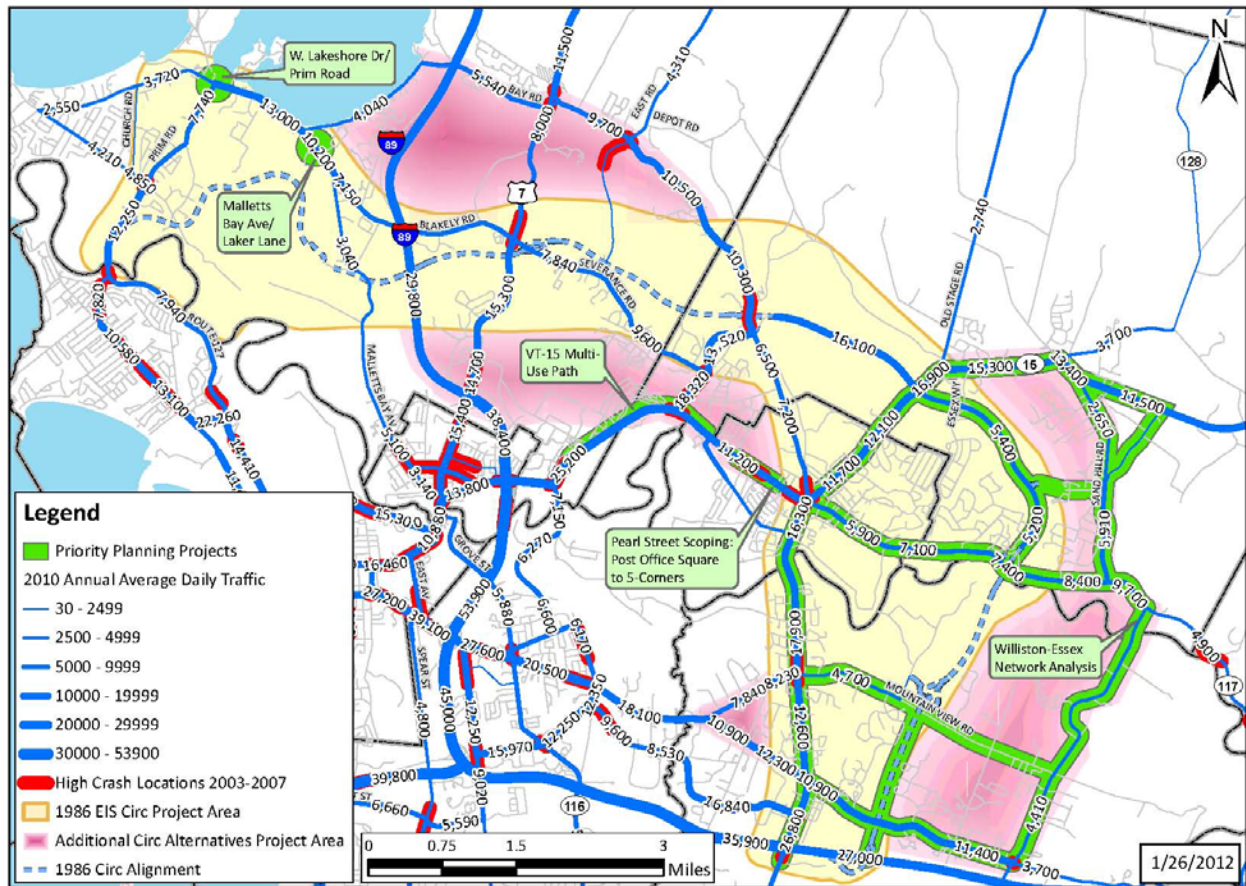 W. Lakeshore Dr/
Prim Road
N
11,500
4,310
3,720
2,550
7,740
5,540
BAY RD
EAST RD
DEPOT RD
CHURCH RD
PRIM RD
13,000
4,040
9,700
8,000
89
10,200
128
4,210
4,850
7,150
10,500
Malletts
Bay Ave/
Laker Lane
7
12,250
3,040
89
BLAKELY RD
2,740
7,840
SEVERANCE RD
10,300
29,800
7,940
ROUTE 127
15,300
9,600
OLD STAGE RD
10,580
13,100
VT-15 Multi-
Use Path
6,500
16,100
3,700
15,300
15
13,400
16,900
MALLETTS BAY AV
14,700
18,320
ESSEX WY
11,500
22,260
7,200
12,100
2,650
38,400
5,400
SAND HILL RD
5,100
25,200
11,200
11,700
3,140
13,800
7,150
Legend
Priority Planning Projects
2010 Annual Average Daily Traffic
30 - 2499
2500 - 4999
5000 - 9999
10000 - 19999
20000 - 29999
30000 - 53900
High Crash Locations 2003-2007
1986 EIS Circ Project Area
Additional Circ Alternatives Project Area
1986 Circ Alignment
15,300
10,880
GROVE ST
6,270
Pearl Street Scoping:
Post Office Square
to 5-Corners
16,300
5,900
7,100
5,200
5,910
7,400
8,400
9,700
16,460
EAST AV
27,200
39,100
53,900
5,880
6,600
6,170
27,600
20,500
17,900
Williston-Essex
Network Analysis
4,900
117
SPEAR ST
4,800
45,000
12,250
12,350
18,100
7,840
8,230
4,700
MOUNTAIN VIEW RD
10,900
12,250
9,600
8,530
12,690
15,970
12,300
10,900
39,800
9,020
116
16,840
4,410
6,660
5,590
35,900
26,800
27,000
11,400
3,700
0 0.75 1.5 3
Miles
1/26/2012